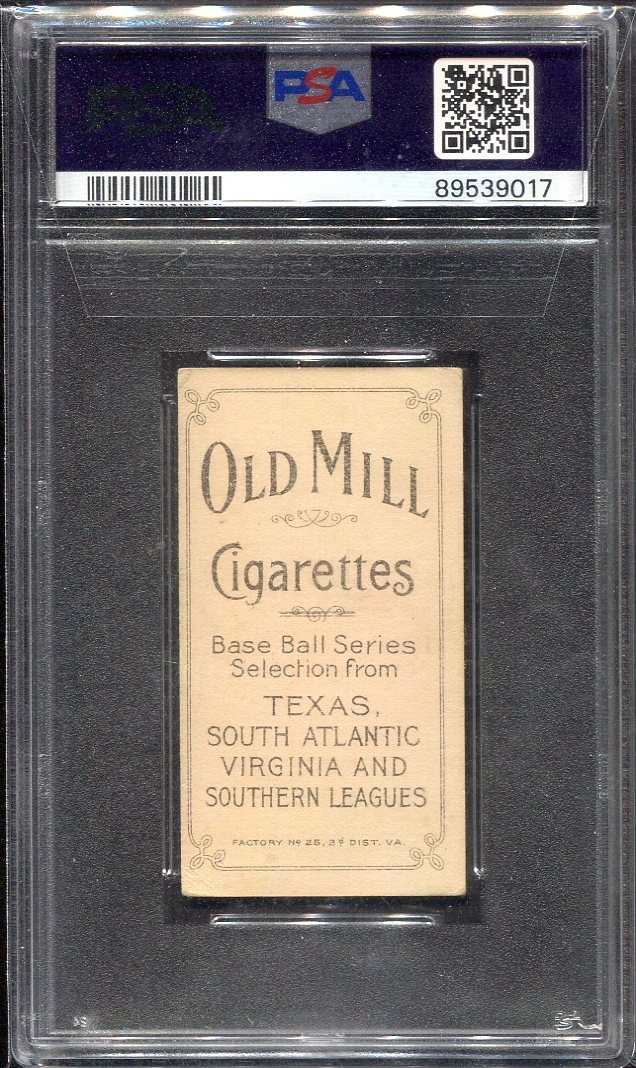 PSA
PSA
89539017
OLD MILL
Cigarettes
Base Ball Series
Selection from
TEXAS,
SOUTH ATLANTIC
VIRGINIA AND
SOUTHERN LEAGUES
FACTORY Nº 25, 2ᵈ DIST. VA.